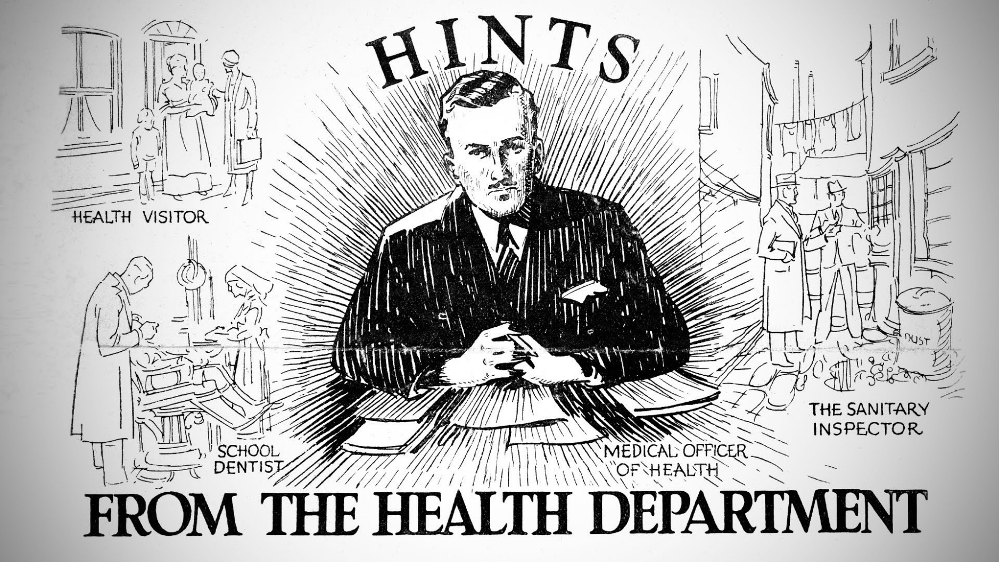 HINTS
HEALTH VISITOR
DUST
THE SANITARY
INSPECTOR
SCHOOL
DENTIST
MEDICAL OFFICER
OF HEALTH
FROM THE HEALTH DEPARTMENT